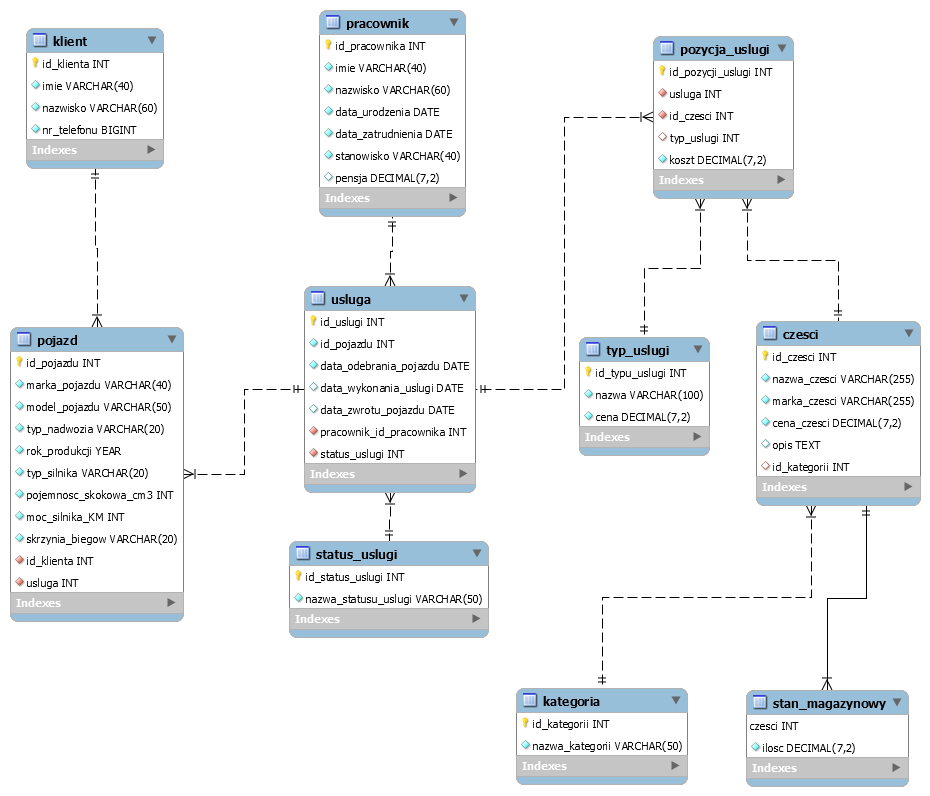 klient
id_klienta INT
imie VARCHAR(40)
nazwisko VARCHAR(60)
nr_telefonu BIGINT
Indexes
pracownik
id_pracownika INT
imie VARCHAR(40)
nazwisko VARCHAR(60)
data_urodzenia DATE
data_zatrudnienia DATE
stanowisko VARCHAR(40)
pensja DECIMAL(7,2)
Indexes
pozycja_uslugi
id_pozycji_uslugi INT
usluga INT
id_czesci INT
typ_uslugi INT
koszt DECIMAL(7,2)
Indexes
pojazd
id_pojazdu INT
marka_pojazdu VARCHAR(40)
model_pojazdu VARCHAR(50)
typ_nadwozia VARCHAR(20)
rok_produkcji YEAR
typ_silnika VARCHAR(20)
pojemnosc_skokowa_cm3 INT
moc_silnika_KM INT
skrzynia_biegow VARCHAR(20)
id_klienta INT
usluga INT
Indexes
usluga
id_uslugi INT
id_pojazdu INT
data_odebrania_pojazdu DATE
data_wykonania_uslugi DATE
data_zwrotu_pojazdu DATE
pracownik_id_pracownika INT
status_uslugi INT
Indexes
typ_uslugi
id_typu_uslugi INT
nazwa VARCHAR(100)
cena DECIMAL(7,2)
Indexes
czesci
id_czesci INT
nazwa_czesci VARCHAR(255)
marka_czesci VARCHAR(255)
cena_czesci DECIMAL(7,2)
opis TEXT
id_kategorii INT
Indexes
status_uslugi
id_status_uslugi INT
nazwa_statusu_uslugi VARCHAR(50)
Indexes
kategoria
id_kategorii INT
nazwa_kategorii VARCHAR(50)
Indexes
stan_magazynowy
czesci INT
ilosc DECIMAL(7,2)
Indexes